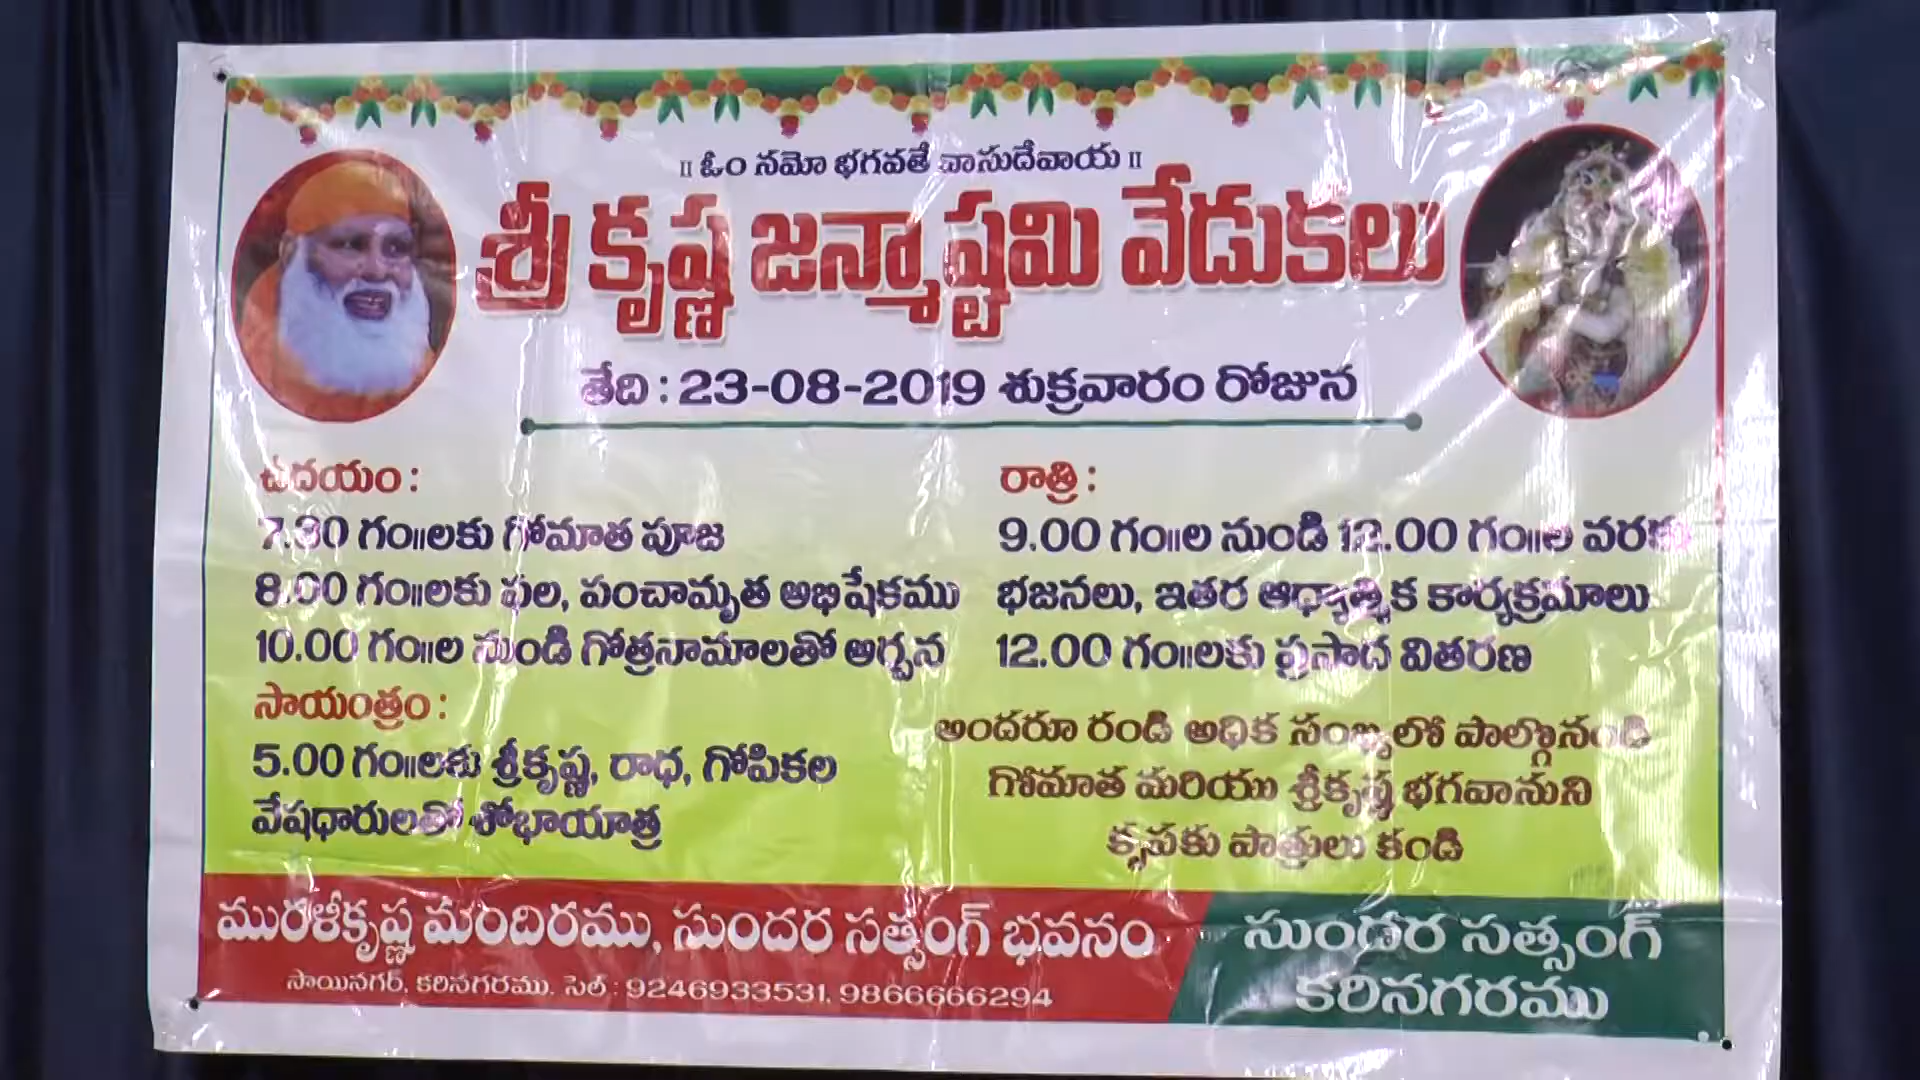 ॥ ఓం నమో భగవతే వాసుదేవాయ ॥
శ్రీ కృష్ణ జన్మాష్టమి వేడుకలు
తేది : 23-08-2019 శుక్రవారం రోజున
ఉదయం :
7.30 గం॥లకు గోమాత పూజ
8.00 గం॥లకు ఫల, పంచామృత అభిషేకము
10.00 గం॥ల నుండి గోత్రనామాలతో అర్చన
సాయంత్రం :
5.00 గం॥లకు శ్రీకృష్ణ, రాధ, గోపికల
వేషధారులతో శోభాయాత్ర
రాత్రి :
9.00 గం॥ల నుండి 12.00 గం॥ల వరకు
భజనలు, ఇతర ఆధ్యాత్మిక కార్యక్రమాలు
12.00 గం॥లకు ప్రసాద వితరణ
అందరూ రండి అధిక సంఖ్యలో పాల్గొనండి
గోమాత మరియు శ్రీకృష్ణ భగవానుని
కృపకు పాత్రులు కండి
మురళీకృష్ణ మందిరము, సుందర సత్సంగ్ భవనం
సాయినగర్, కరినగరము. సెల్ : 9246933531, 9866666294
సుందర సత్సంగ్
కరినగరము